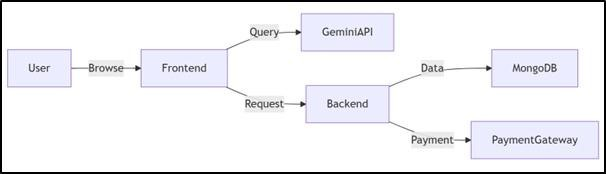 Query
GeminiAPI
User
Browse
Frontend
Data
MongoDB
Request
Backend
Payment
PaymentGateway